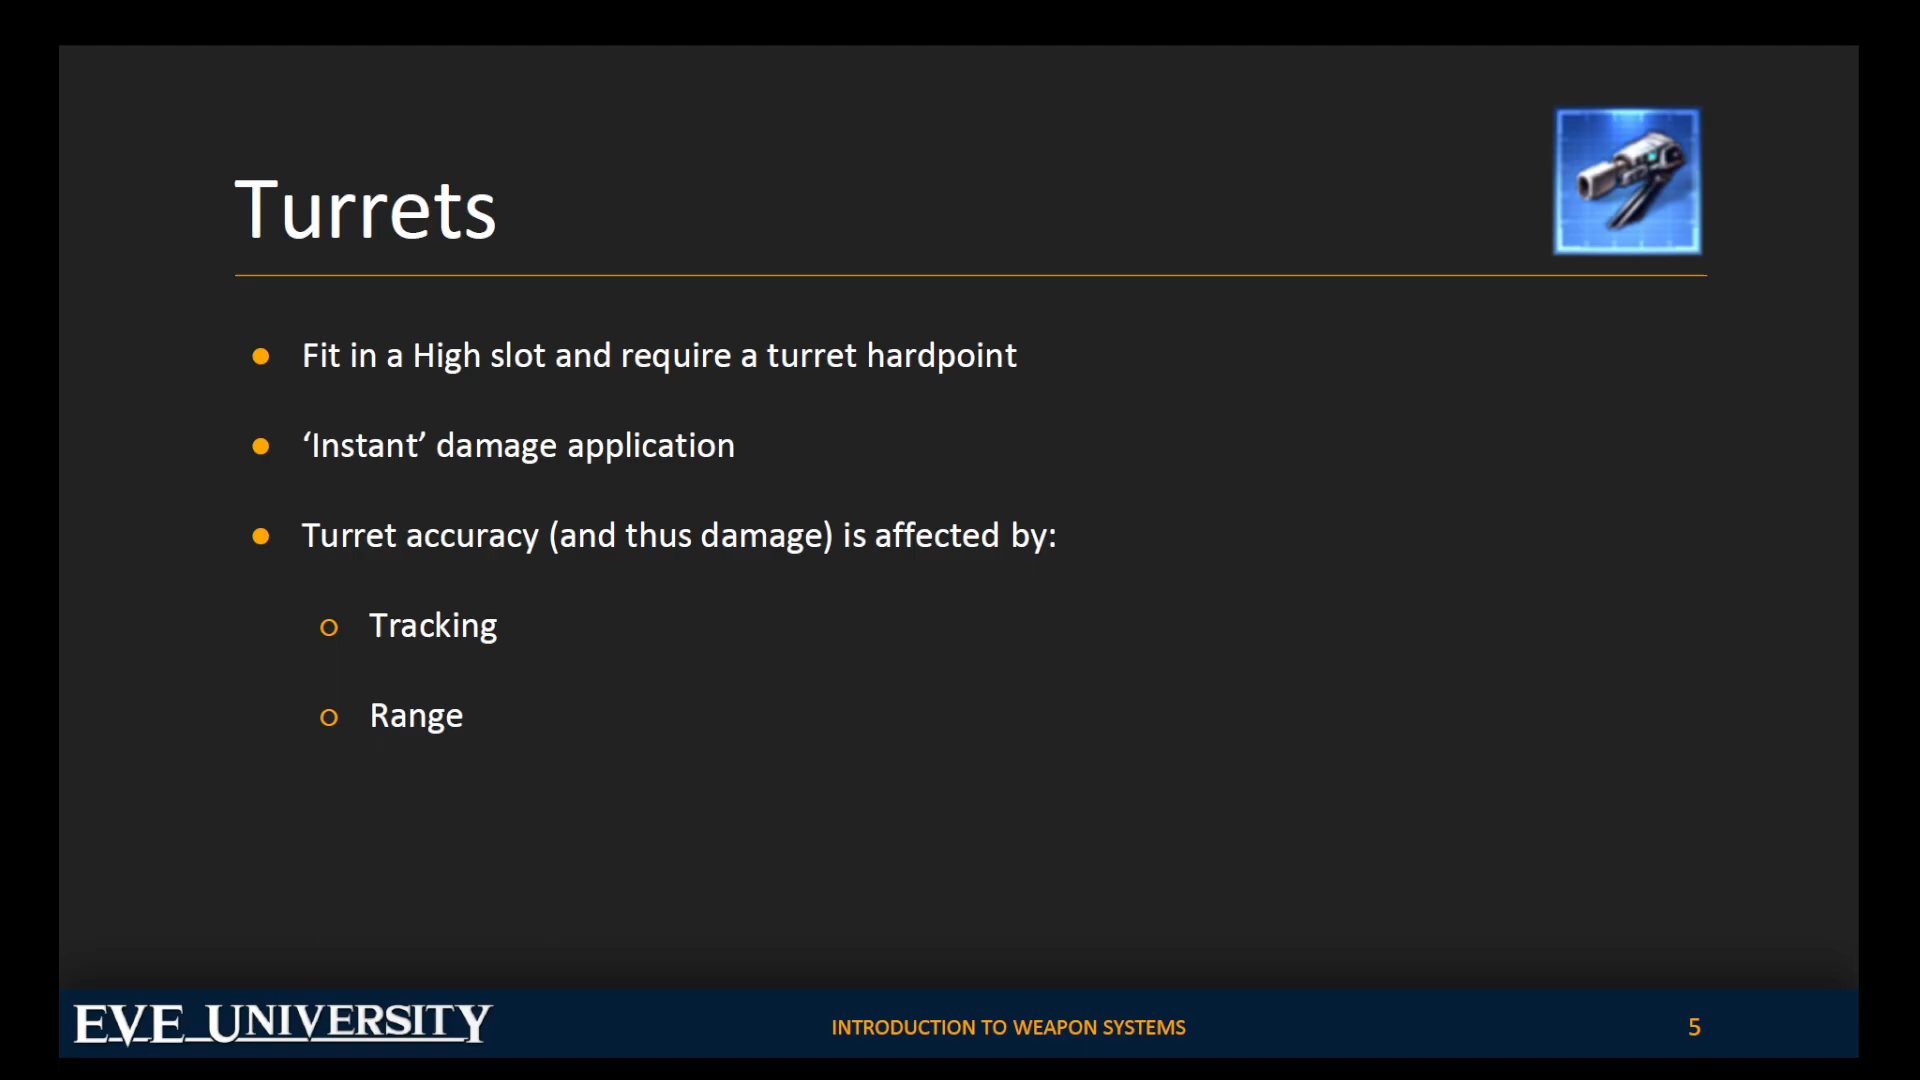 Turrets
● Fit in a High slot and require a turret hardpoint
● ‘Instant’ damage application
● Turret accuracy (and thus damage) is affected by:
○ Tracking
○ Range
EVE UNIVERSITY
INTRODUCTION TO WEAPON SYSTEMS
5